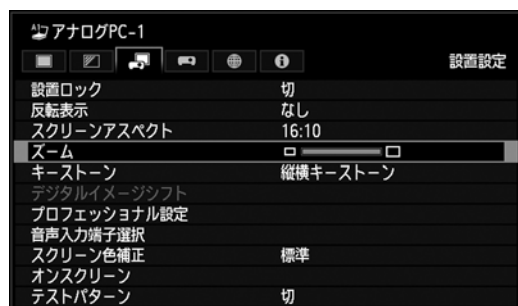 アナログPC-1
設置設定
設置ロック 切
反転表示 なし
スクリーンアスペクト 16:10
ズーム
キーストーン 縦横キーストーン
デジタルイメージシフト
プロフェッショナル設定
音声入力端子選択
スクリーン色補正 標準
オンスクリーン
テストパターン 切